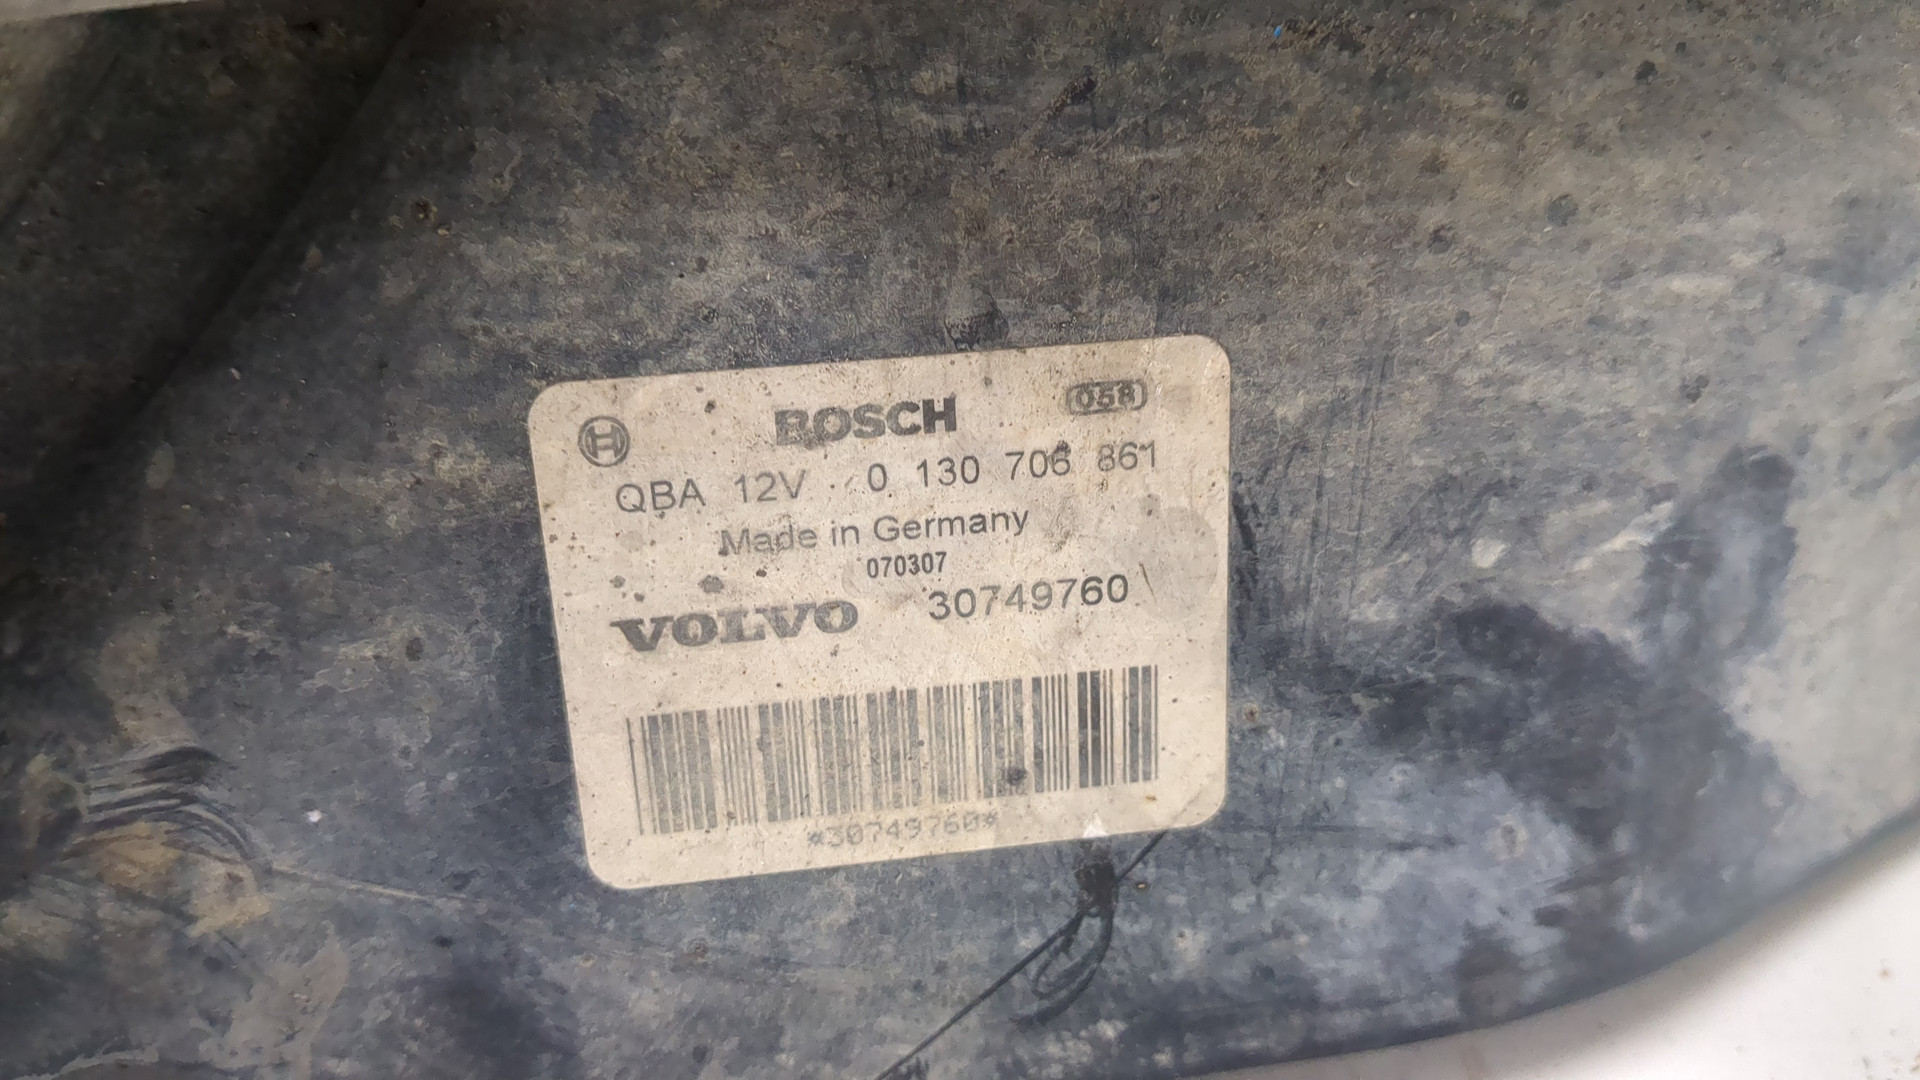 BOSCH 058
QBA 12V 0 130 706 861
Made in Germany
070307
VOLVO 30749760
*30749760*